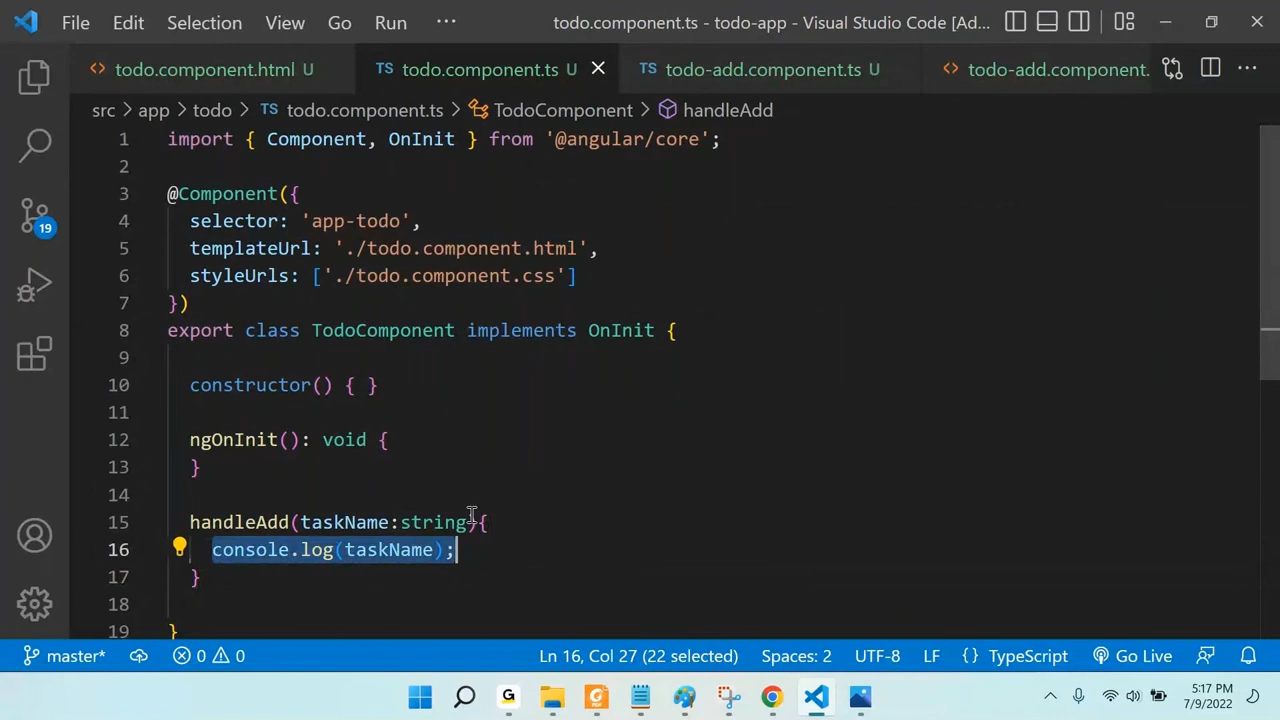 File Edit Selection View Go Run ··· todo.component.ts - todo-app - Visual Studio Code [Ad...
todo.component.html U TS todo.component.ts U TS todo-add.component.ts U todo-add.component. ···
src > app > todo > TS todo.component.ts > TodoComponent > handleAdd
1 import { Component, OnInit } from '@angular/core';
2
3 @Component({
4 selector: 'app-todo',
5 templateUrl: './todo.component.html',
6 styleUrls: ['./todo.component.css']
7 })
8 export class TodoComponent implements OnInit {
9
10 constructor() { }
11
12 ngOnInit(): void {
13 }
14
15 handleAdd(taskName:string){
16 console.log(taskName);
17 }
18
19 }
19
master* 0 0 Ln 16, Col 27 (22 selected) Spaces: 2 UTF-8 LF {} TypeScript Go Live
G PDF 5:17 PM
7/9/2022